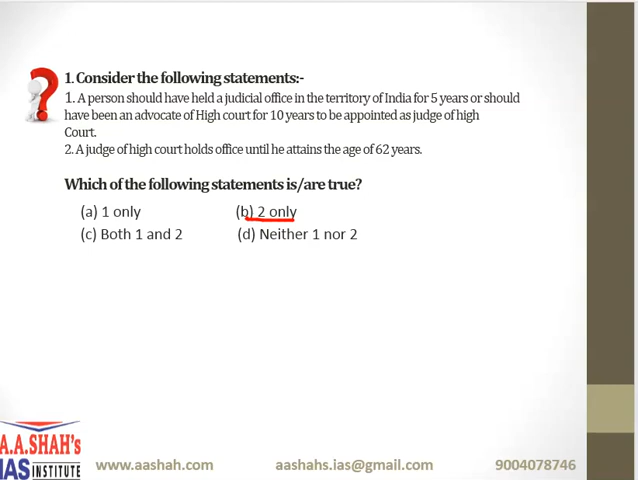 1. Consider the following statements:-
1. A person should have held a judicial office in the territory of India for 5 years or should
have been an advocate of High court for 10 years to be appointed as judge of high
Court.
2. A judge of high court holds office until he attains the age of 62 years.
Which of the following statements is/are true?
(a) 1 only (b) 2 only
(c) Both 1 and 2 (d) Neither 1 nor 2
A.A.SHAH's
IAS INSTITUTE
www.aashah.com aashahs.ias@gmail.com 9004078746